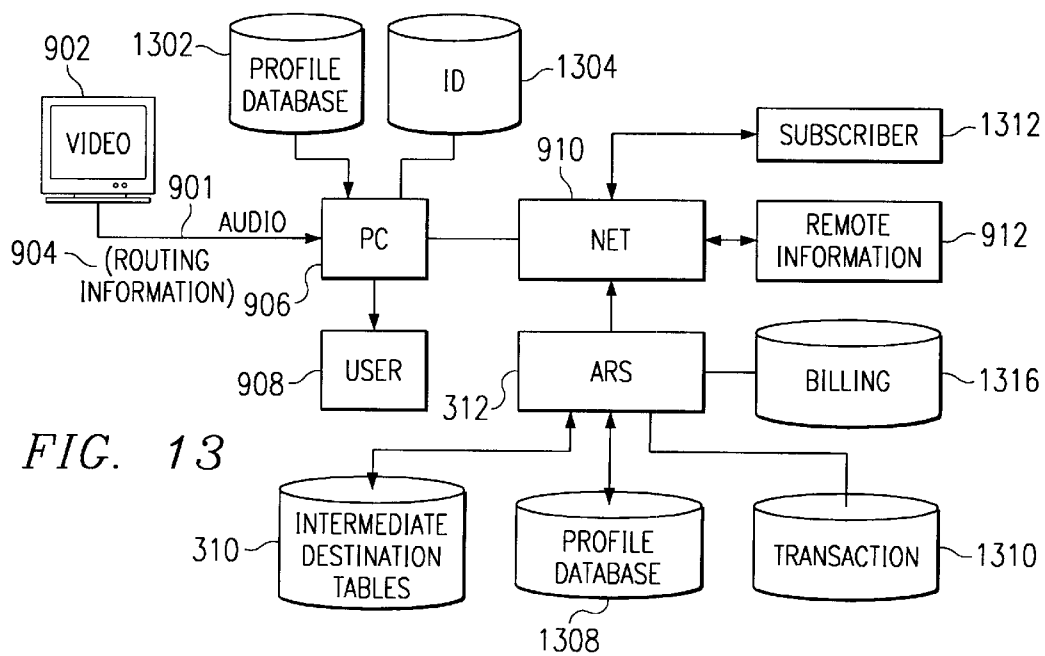 1302
PROFILE
DATABASE
ID
1304
902
VIDEO
901
AUDIO
904
(ROUTING
INFORMATION)
PC
906
910
NET
SUBSCRIBER
1312
REMOTE
INFORMATION
912
USER
908
ARS
312
BILLING
1316
FIG. 13
INTERMEDIATE
DESTINATION
TABLES
310
PROFILE
DATABASE
1308
TRANSACTION
1310